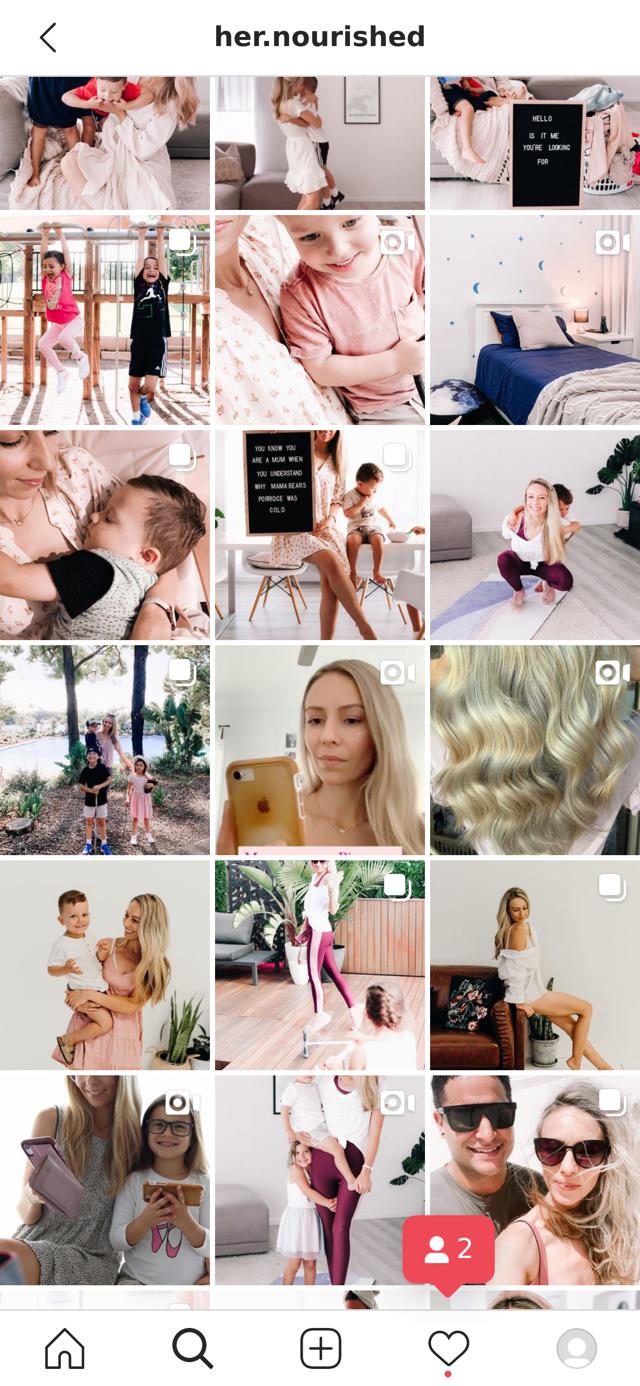 her.nourished
HELLO
IS IT ME
YOU'RE LOOKING
FOR
YOU KNOW YOU
ARE A MUM WHEN
YOU UNDERSTAND
WHY MAMA BEARS
PORRIDGE WAS
COLD
2